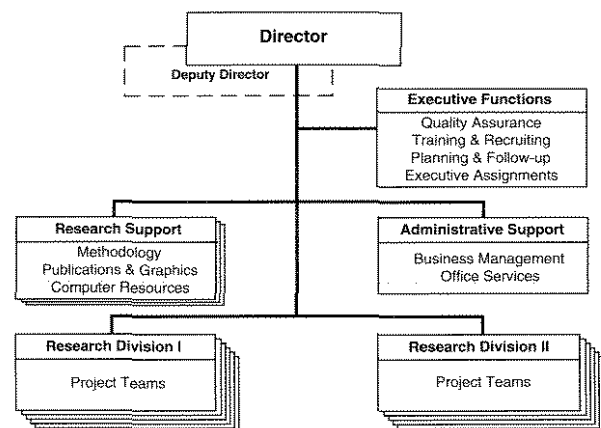 Director
Deputy Director
Executive Functions
Quality Assurance
Training & Recruiting
Planning & Follow-up
Executive Assignments
Research Support
Methodology
Publications & Graphics
Computer Resources
Administrative Support
Business Management
Office Services
Research Division I
Project Teams
Research Division II
Project Teams